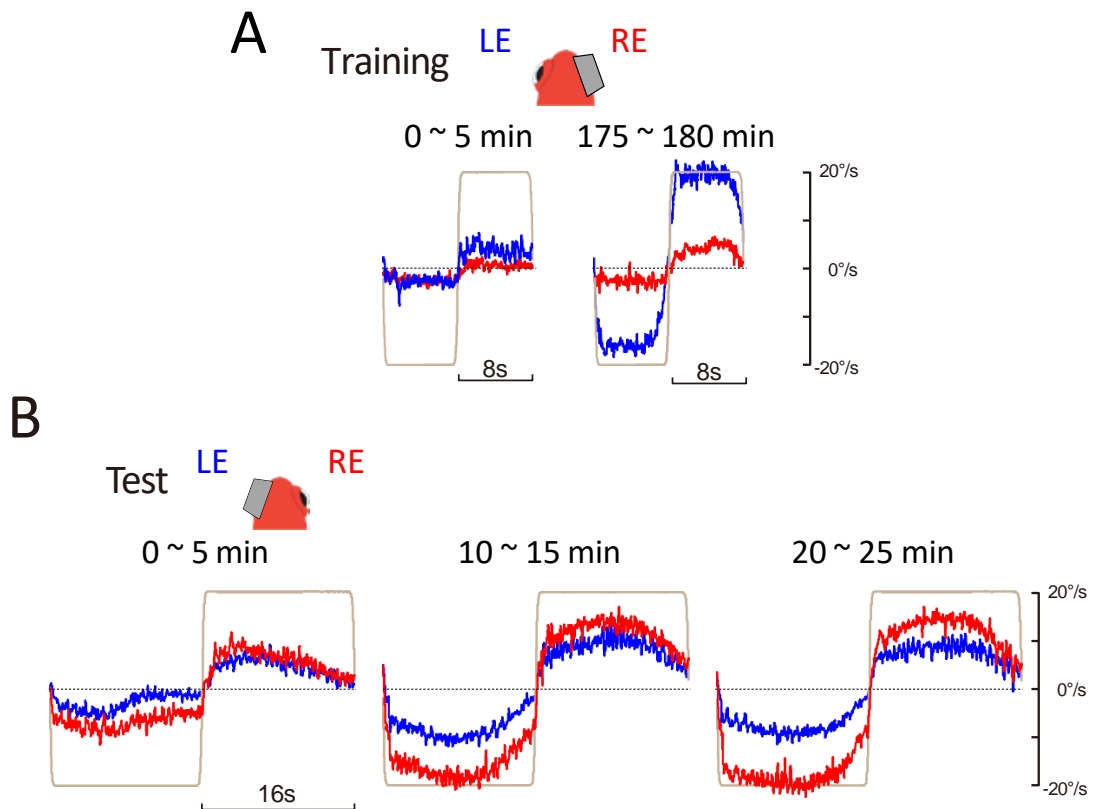 A
Training
LE
RE
0 ~ 5 min
175 ~ 180 min
20°/s
0°/s
-20°/s
8s
8s
B
Test
LE
RE
0 ~ 5 min
10 ~ 15 min
20 ~ 25 min
20°/s
0°/s
-20°/s
16s